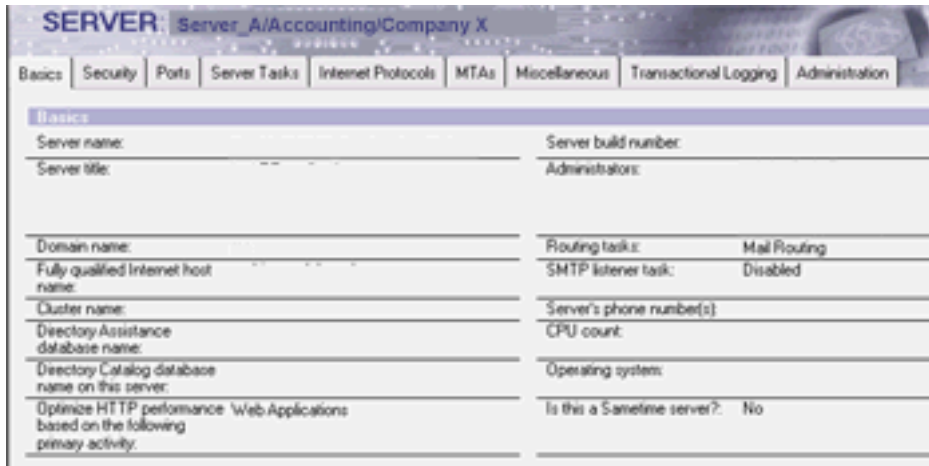 SERVER: Server_A/Accounting/Company X
Basics Security Ports Server Tasks Internet Protocols MTAs Miscellaneous Transactional Logging Administration
Basics
Server name: Server build number:
Server title: Administrators:
Domain name: Routing tasks: Mail Routing
Fully qualified Internet host SMTP listener task: Disabled
name:
Cluster name: Server's phone number(s):
Directory Assistance CPU count:
database name:
Directory Catalog database Operating system:
name on this server:
Optimize HTTP performance Web Applications Is this a Sametime server?: No
based on the following
primary activity: